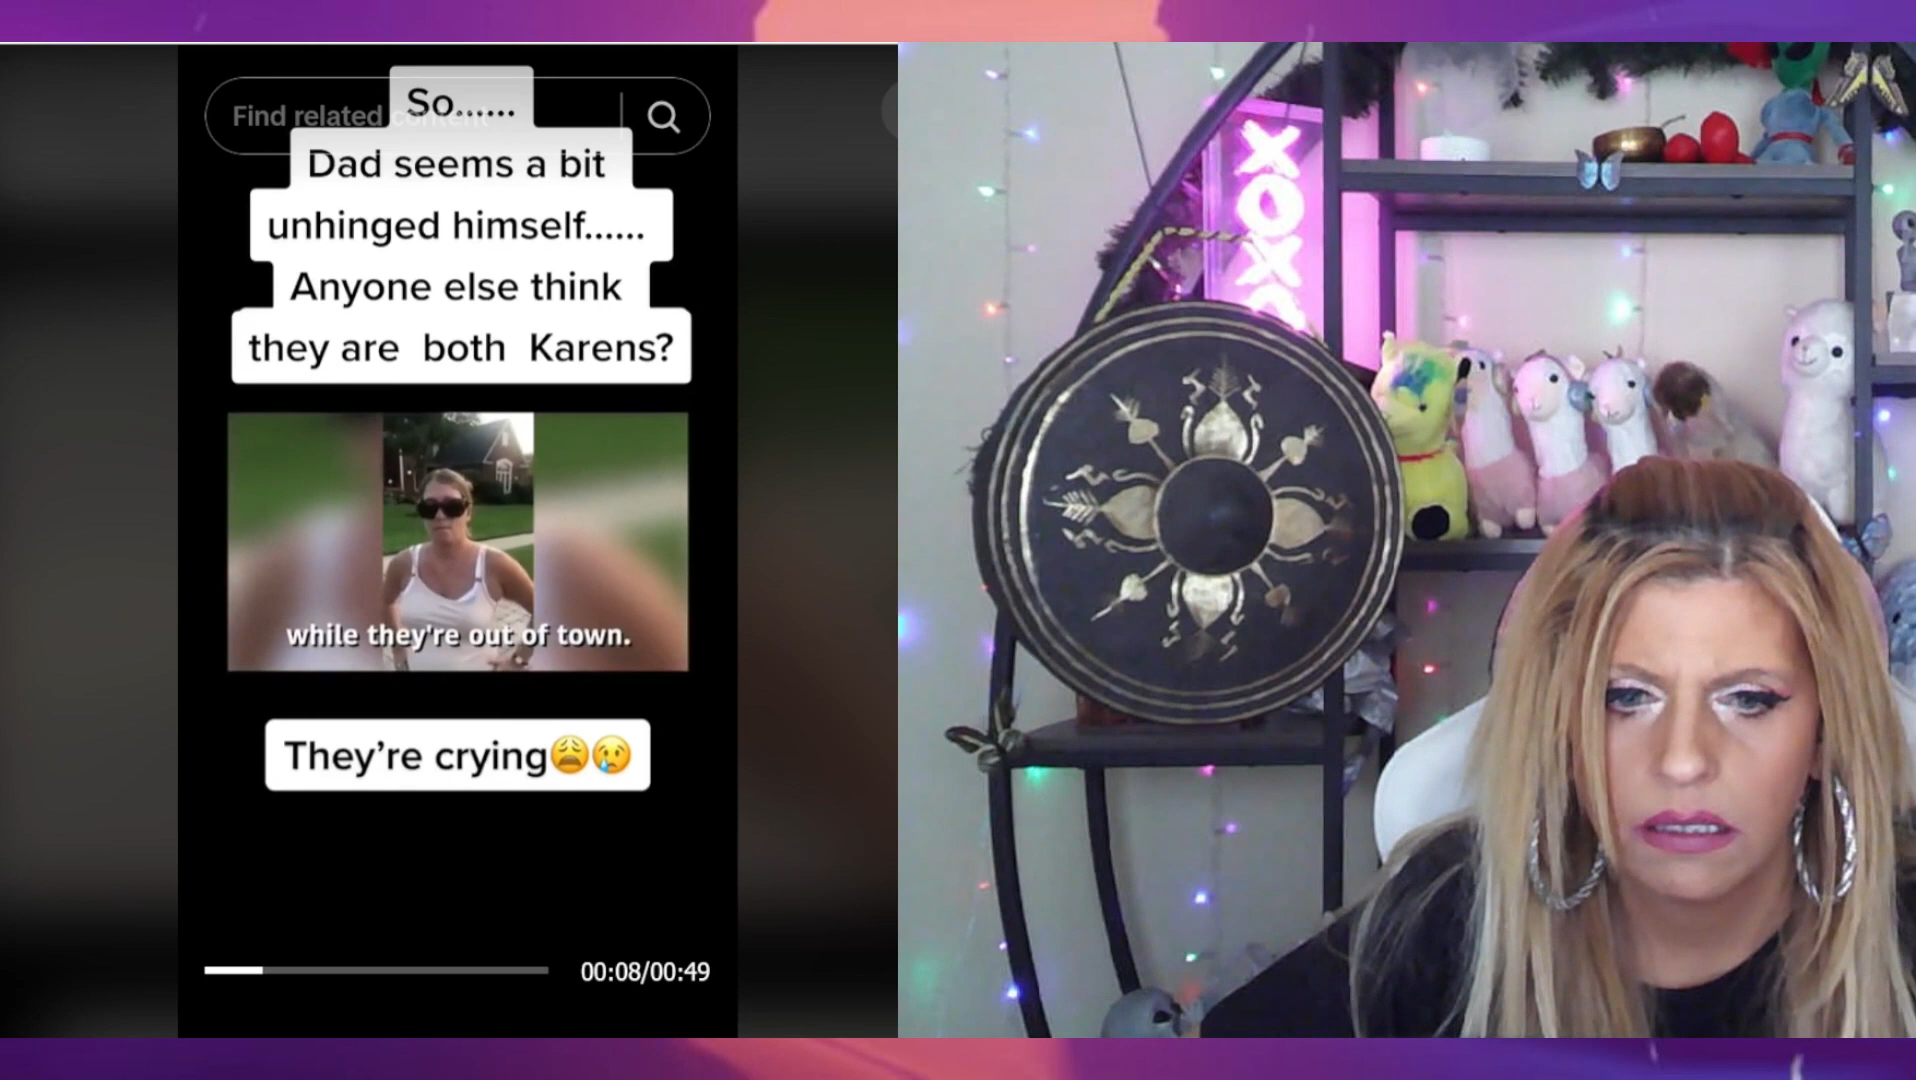 Find related content
So......
Dad seems a bit
unhinged himself......
Anyone else think
they are both Karens?
while they're out of town.
They’re crying😩😢
00:08/00:49
XOXO